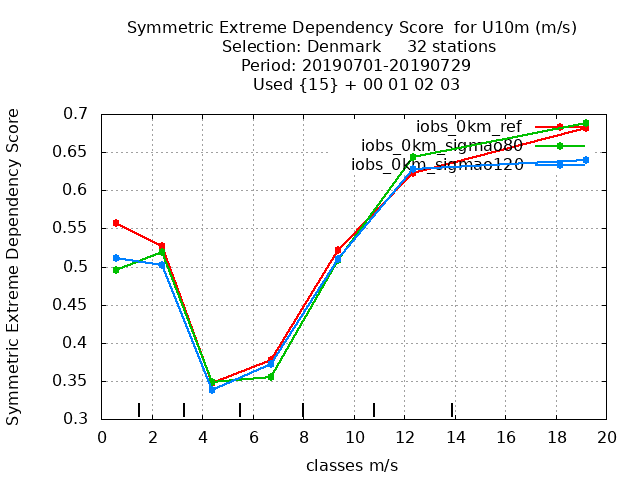 Symmetric Extreme Dependency Score  for U10m (m/s)
Selection: Denmark     32 stations
Period: 20190701-20190729
Used {15} + 00 01 02 03
Symmetric Extreme Dependency Score
0.7
0.65
0.6
0.55
0.5
0.45
0.4
0.35
0.3
iobs_0km_ref
iobs_0km_sigmao80
iobs_0km_sigmao120
0 2 4 6 8 10 12 14 16 18 20
classes m/s